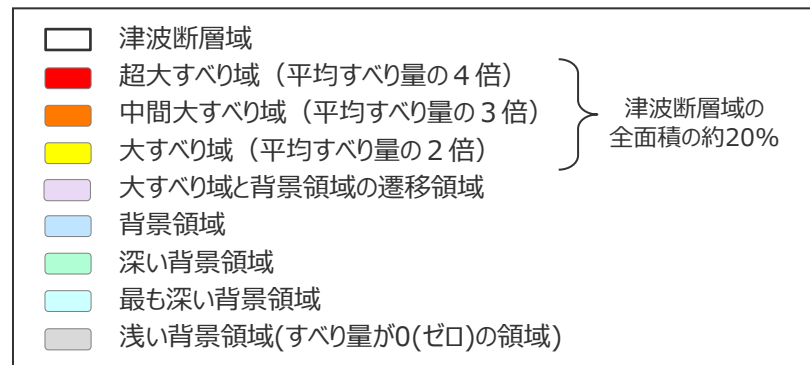 津波断層域
超大すべり域（平均すべり量の４倍）
中間大すべり域（平均すべり量の３倍）
大すべり域（平均すべり量の２倍）
津波断層域の
全面積の約20%
大すべり域と背景領域の遷移領域
背景領域
深い背景領域
最も深い背景領域
浅い背景領域(すべり量が0(ゼロ)の領域)